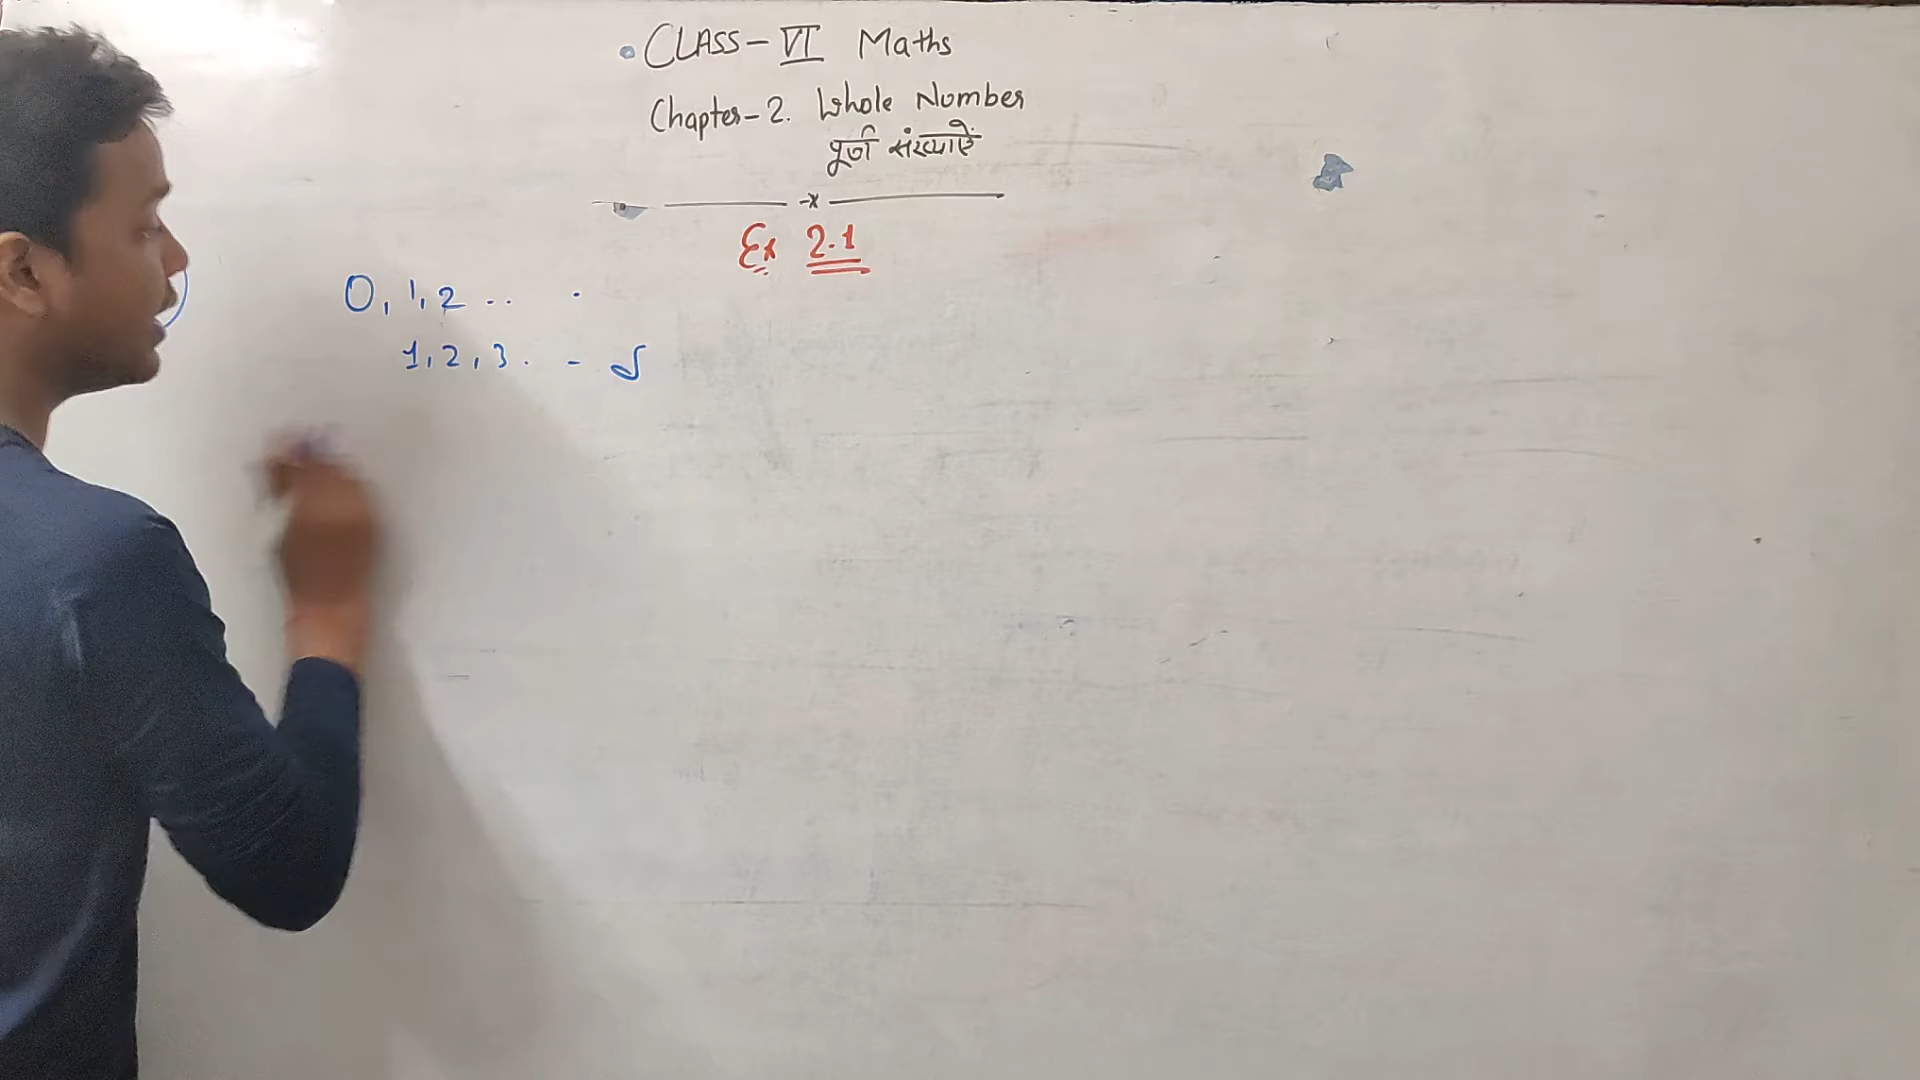 • CLASS - VI Maths
Chapter - 2. Whole Number
पूर्ण संख्याऐं
Ex 2.1
0, 1, 2 .. .
1, 2, 3. -